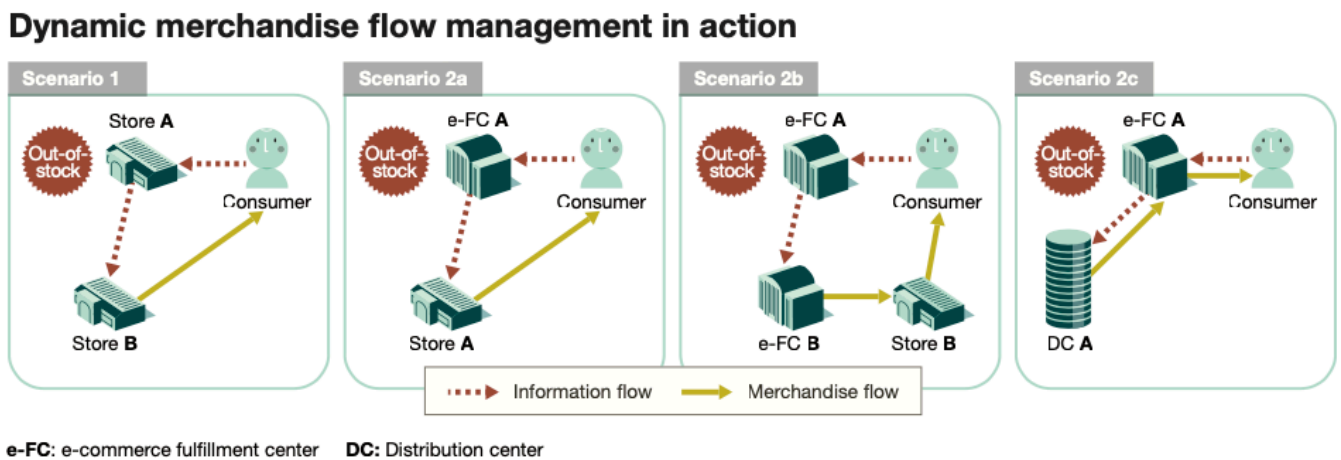 Dynamic merchandise flow management in action
Scenario 1
Out-of-
stock
Store A
Consumer
Store B
Scenario 2a
Out-of-
stock
e-FC A
Consumer
Store A
Scenario 2b
Out-of-
stock
e-FC A
Consumer
e-FC B
Store B
Scenario 2c
Out-of-
stock
e-FC A
Consumer
DC A
Information flow
Merchandise flow
e-FC: e-commerce fulfillment center DC: Distribution center